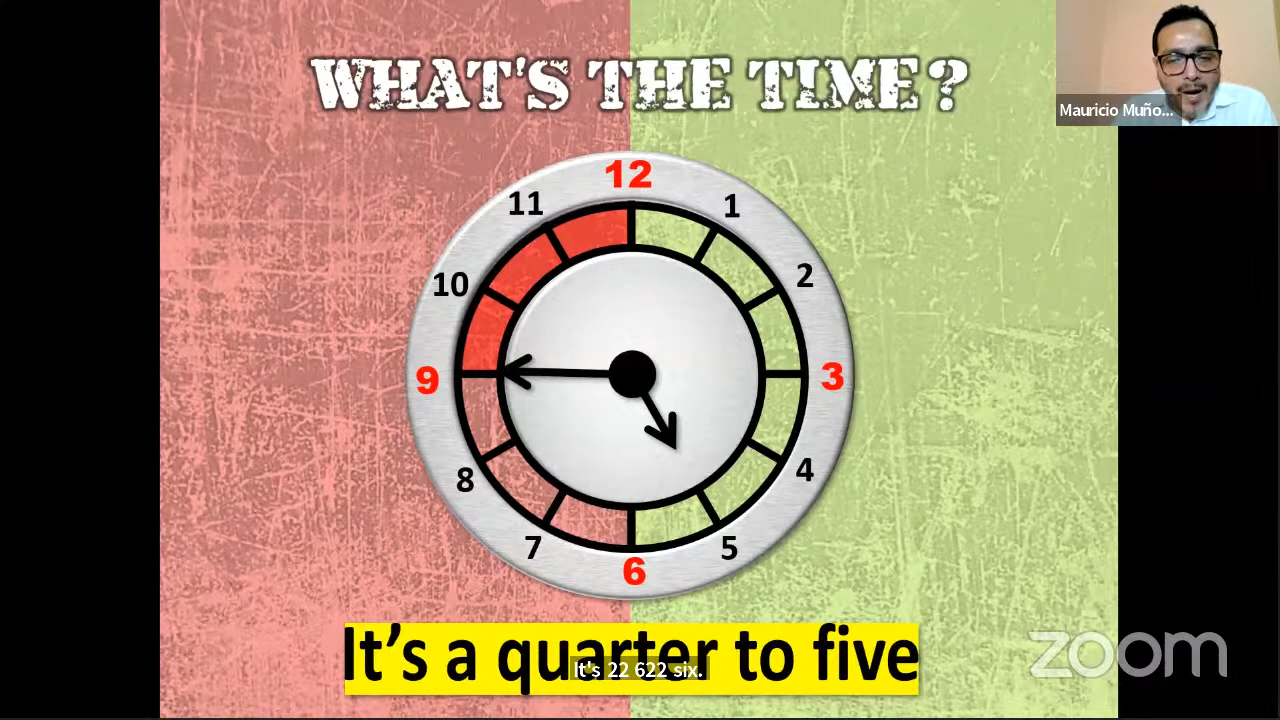 WHAT'S THE TIME?
Mauricio Muño...
12
11
1
10
2
9
3
8
4
7
5
6
It's a quarter to five
It's 22 622 six.
zoom